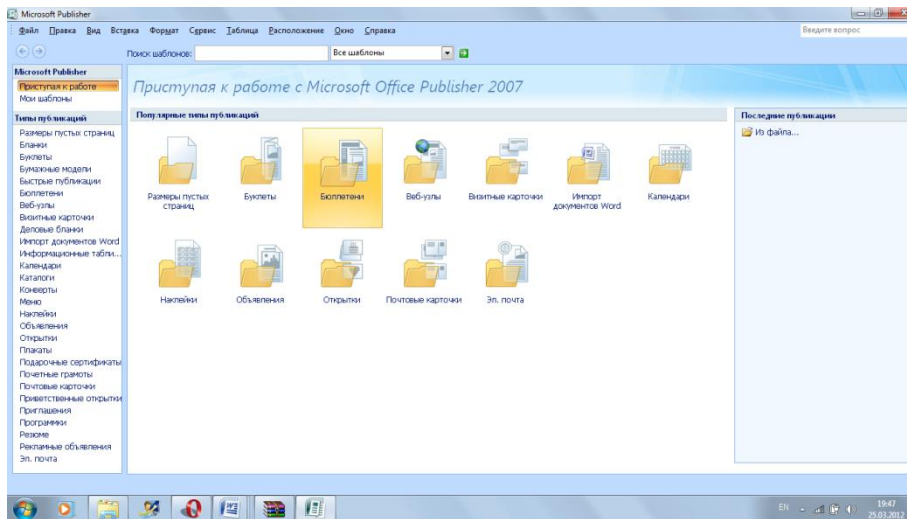 Microsoft Publisher
Файл Правка Вид Вставка Формат Сервис Таблица Расположение Окно Справка
Введите вопрос
Поиск шаблонов:
Все шаблоны
Microsoft Publisher
Приступая к работе
Мои шаблоны
Типы публикаций
Размеры пустых страниц
Бланки
Буклеты
Бумажные модели
Быстрые публикации
Бюллетени
Веб-узлы
Визитные карточки
Деловые бланки
Импорт документов Word
Информационные табли...
Календари
Каталоги
Конверты
Меню
Наклейки
Объявления
Открытки
Плакаты
Подарочные сертификаты
Почетные грамоты
Почтовые карточки
Приветственные открытки
Приглашения
Программки
Резюме
Рекламные объявления
Эл. почта
Приступая к работе с Microsoft Office Publisher 2007
Популярные типы публикаций
Размеры пустых
страниц
Буклеты
Бюллетени
Веб-узлы
Визитные карточки
Импорт
документов Word
Календари
Наклейки
Объявления
Открытки
Почтовые карточки
Эл. почта
Последние публикации
Из файла...
EN
19:47
25.03.2012